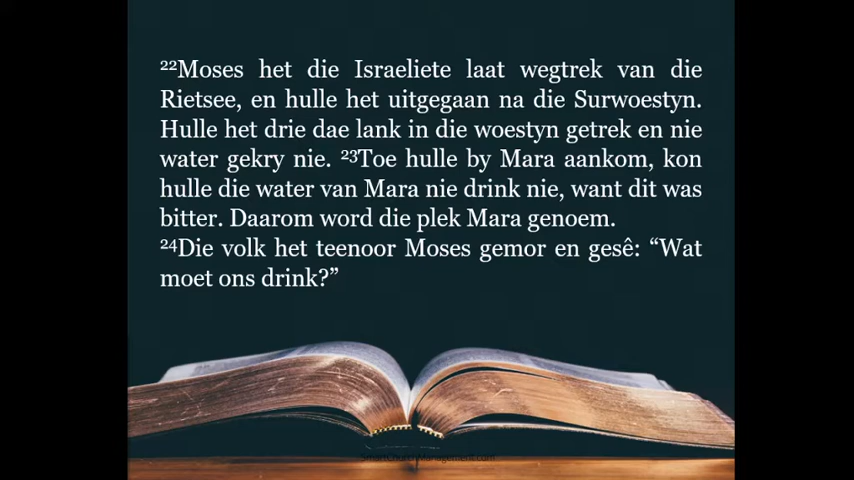 ²²Moses het die Israeliete laat wegtrek van die
Rietsee, en hulle het uitgegaan na die Surwoestyn.
Hulle het drie dae lank in die woestyn getrek en nie
water gekry nie. ²³Toe hulle by Mara aankom, kon
hulle die water van Mara nie drink nie, want dit was
bitter. Daarom word die plek Mara genoem.
²⁴Die volk het teenoor Moses gemor en gesê: “Wat
moet ons drink?”
SmartChurchManagement.com